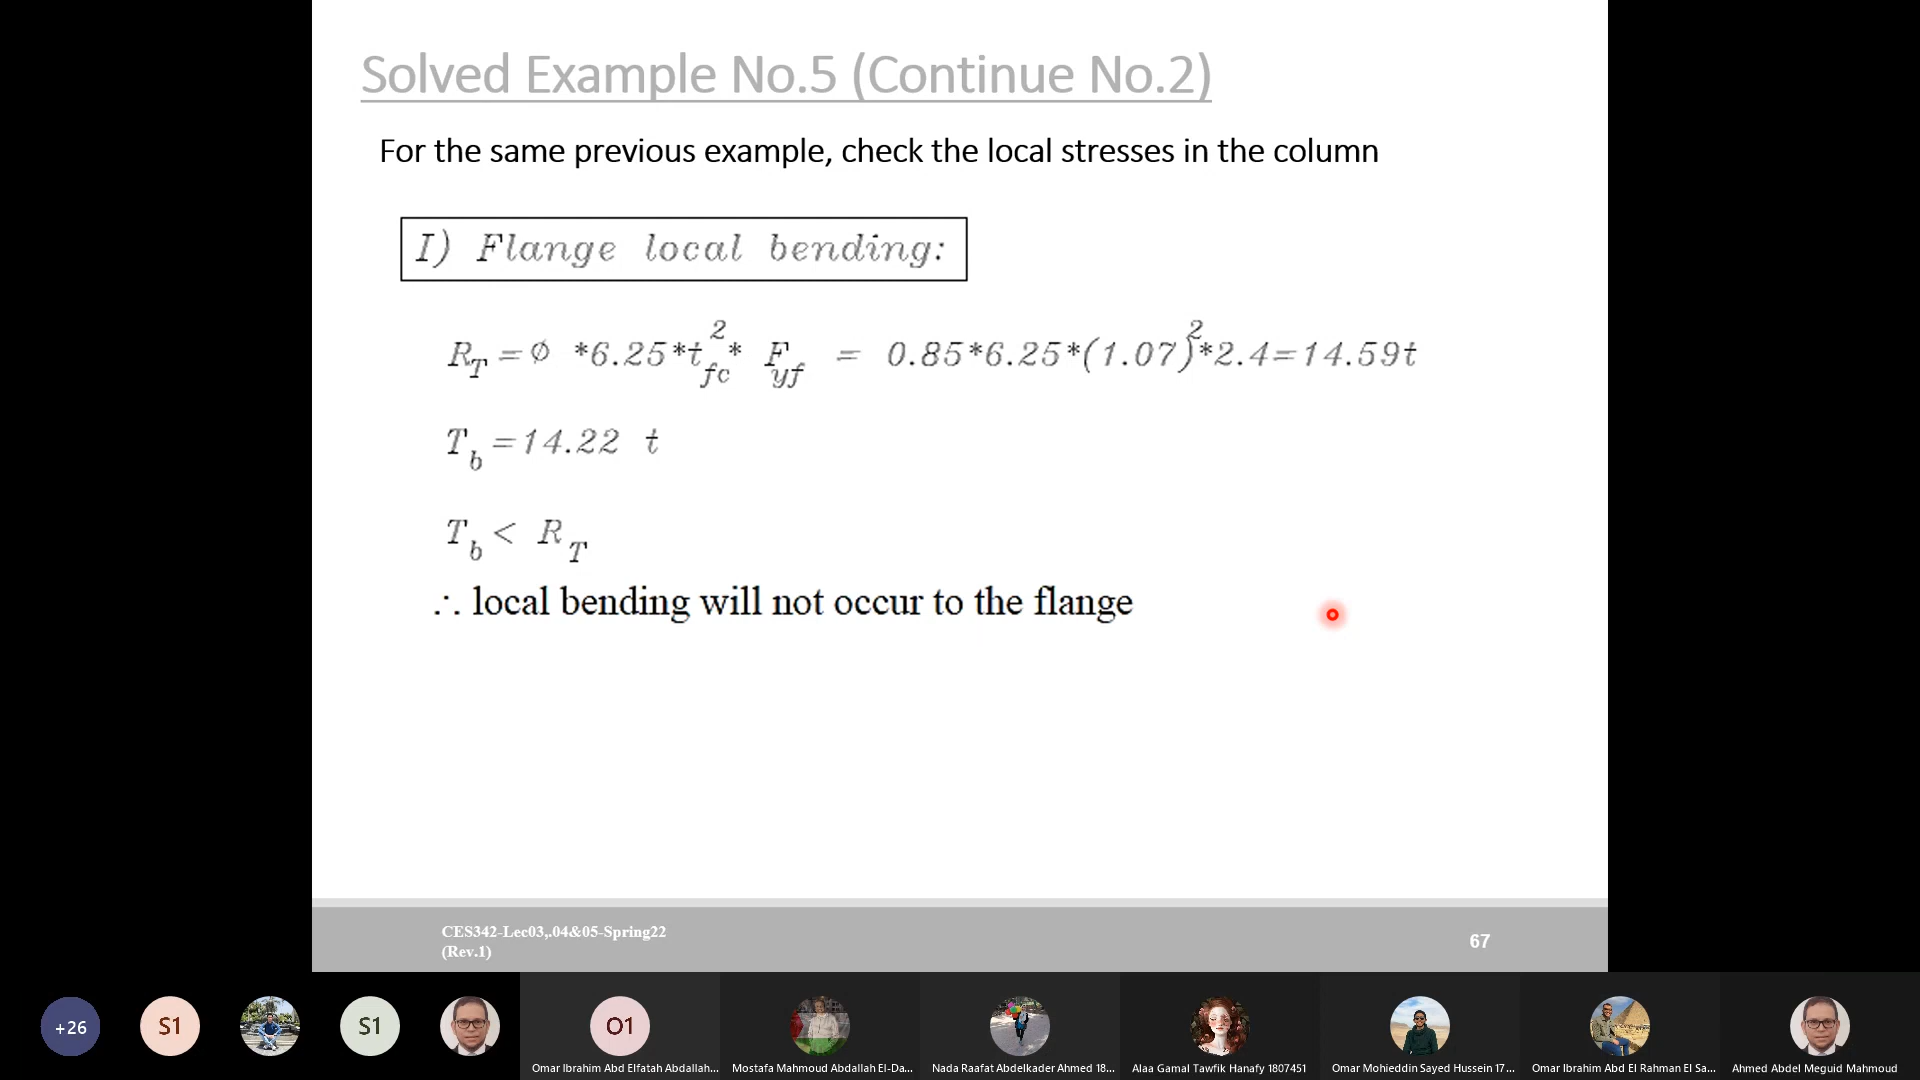 Solved Example No.5 (Continue No.2)
For the same previous example, check the local stresses in the column
I) Flange local bending:
R_T = ∅ *6.25*t_fc^2 * F_yf = 0.85*6.25*(1.07)^2*2.4=14.59t
T_b =14.22 t
T_b < R_T
∴ local bending will not occur to the flange
CES342-Lec03,.04&05-Spring22
(Rev.1)
67
+26
S1
S1
O1
Omar Ibrahim Abd Elfatah Abdallah...
Mostafa Mahmoud Abdallah El-Da...
Nada Raafat Abdelkader Ahmed 18...
Alaa Gamal Tawfik Hanafy 1807451
Omar Mohieddin Sayed Hussein 17...
Omar Ibrahim Abd El Rahman El Sa...
Ahmed Abdel Meguid Mahmoud